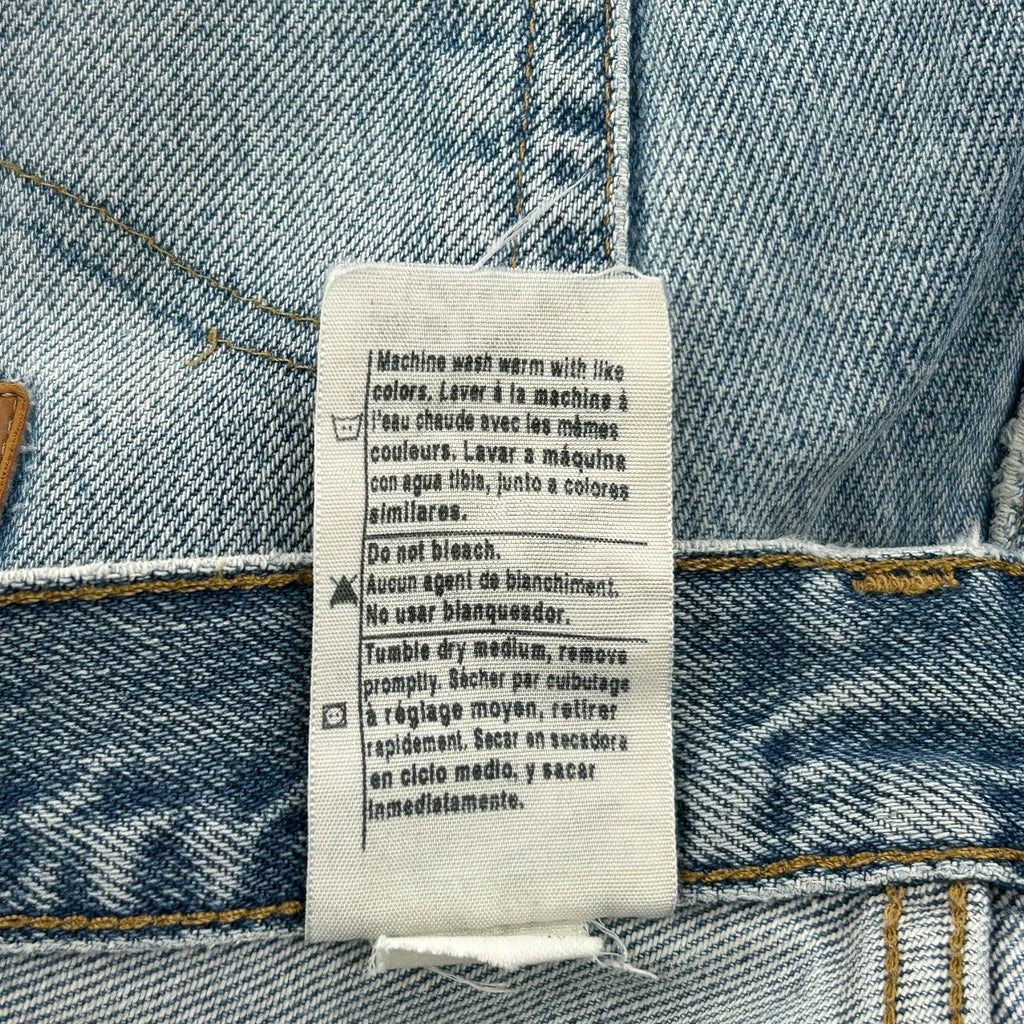 Machine wash warm with like
colors. Laver à la machine à
l'eau chaude avec les mêmes
couleurs. Lavar a máquina
con agua tibia, junto a colores
similares.
Do not bleach.
Aucun agent de blanchiment.
No usar blanqueador.
Tumble dry medium, remove
promptly. Sècher par culbutage
à réglage moyen, retirer
rapidement. Secar en secadora
en ciclo medio, y sacar
inmediatamente.